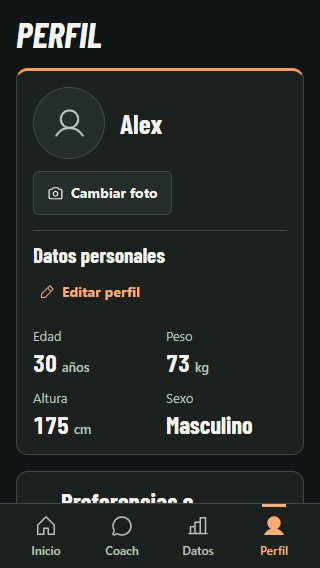 PERFIL
Alex
Cambiar foto
Datos personales
Editar perfil
Edad
Peso
30 años
73 kg
Altura
Sexo
175 cm
Masculino
Preferencias e
Inicio
Coach
Datos
Perfil